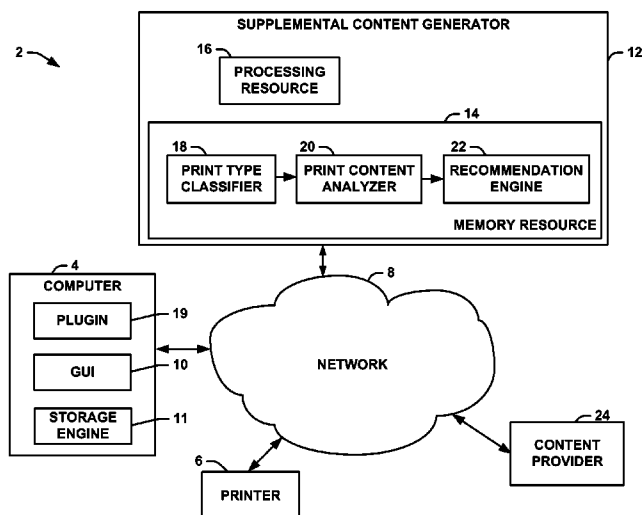 SUPPLEMENTAL CONTENT GENERATOR
2
12
16
PROCESSING
RESOURCE
14
18
PRINT TYPE
CLASSIFIER
20
PRINT CONTENT
ANALYZER
22
RECOMMENDATION
ENGINE
MEMORY RESOURCE
4
COMPUTER
PLUGIN
19
GUI
10
STORAGE
ENGINE
11
8
NETWORK
6
PRINTER
24
CONTENT
PROVIDER